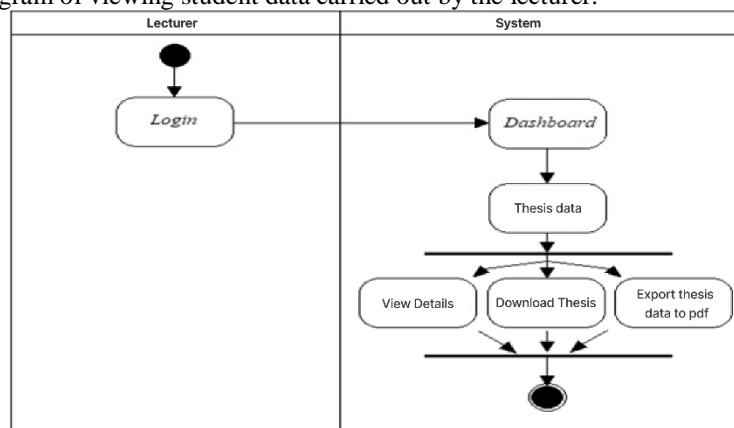 gram of viewing student data carried out by the lecturer.
Lecturer
System
Login
Dashboard
Thesis data
View Details
Download Thesis
Export thesis
data to pdf